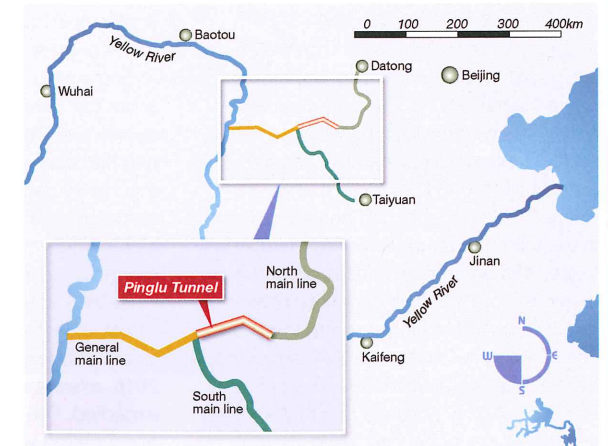 0 100 200 300 400km
Baotou
Yellow River
Datong
Beijing
Wuhai
Taiyuan
Jinan
Yellow River
Kaifeng
North
main line
Pinglu Tunnel
General
main line
South
main line
N
W E
S